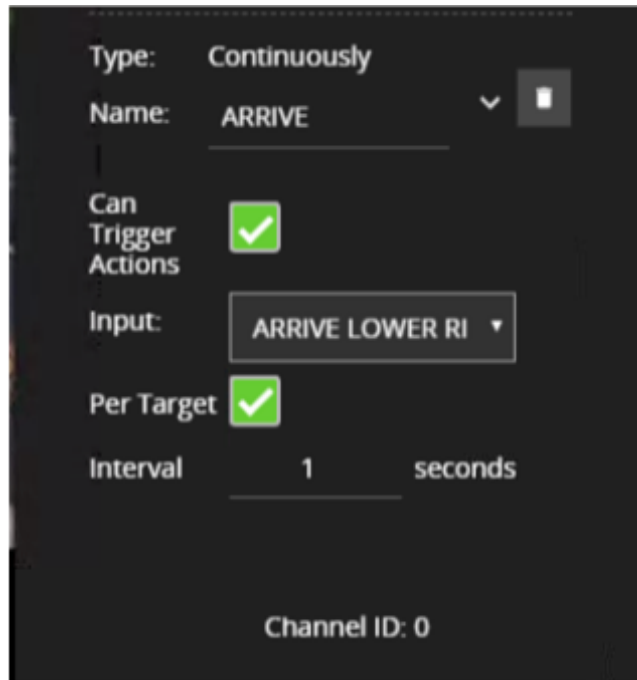 Type: Continuously
Name: ARRIVE
Can
Trigger
Actions
Input: ARRIVE LOWER RI
Per Target
Interval 1 seconds
Channel ID: 0